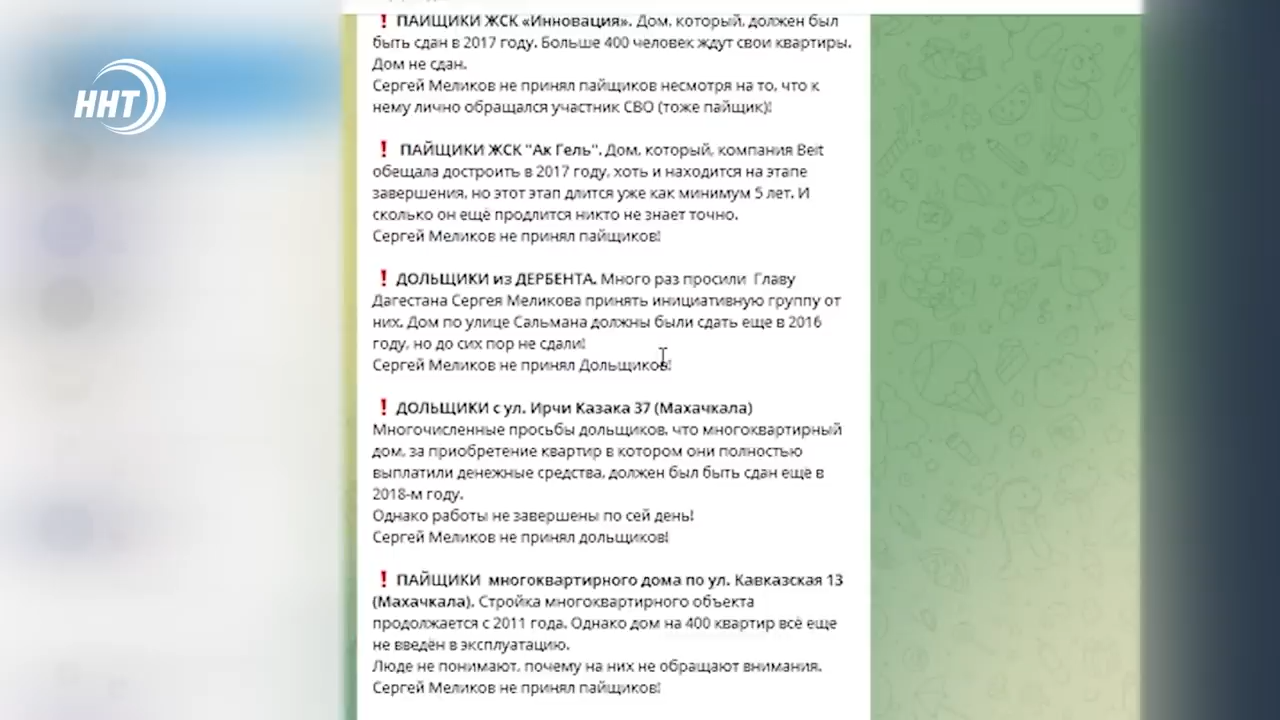 ННТ
❗ ПАЙЩИКИ ЖСК «Инновация». Дом, который, должен был
быть сдан в 2017 году. Больше 400 человек ждут свои квартиры.
Дом не сдан.
Сергей Меликов не принял пайщиков несмотря на то, что к
нему лично обращался участник СВО (тоже пайщик)!
❗ ПАЙЩИКИ ЖСК "Ак Гель". Дом, который, компания Beit
обещала достроить в 2017 году, хоть и находится на этапе
завершения, но этот этап длится уже как минимум 5 лет. И
сколько он ещё продлится никто не знает точно.
Сергей Меликов не принял пайщиков!
❗ ДОЛЬЩИКИ из ДЕРБЕНТА. Много раз просили Главу
Дагестана Сергея Меликова принять инициативную группу от
них. Дом по улице Сальмана должны были сдать еще в 2016
году, но до сих пор не сдали!
Сергей Меликов не принял Дольщиков!
❗ ДОЛЬЩИКИ с ул. Ирчи Казака 37 (Махачкала)
Многочисленные просьбы дольщиков, что многоквартирный
дом, за приобретение квартир в котором они полностью
выплатили денежные средства, должен был быть сдан ещё в
2018-м году.
Однако работы не завершены по сей день!
Сергей Меликов не принял дольщиков!
❗ ПАЙЩИКИ многоквартирного дома по ул. Кавказская 13
(Махачкала). Стройка многоквартирного объекта
продолжается с 2011 года. Однако дом на 400 квартир всё еще
не введён в эксплуатацию.
Люде не понимают, почему на них не обращают внимания.
Сергей Меликов не принял пайщиков!